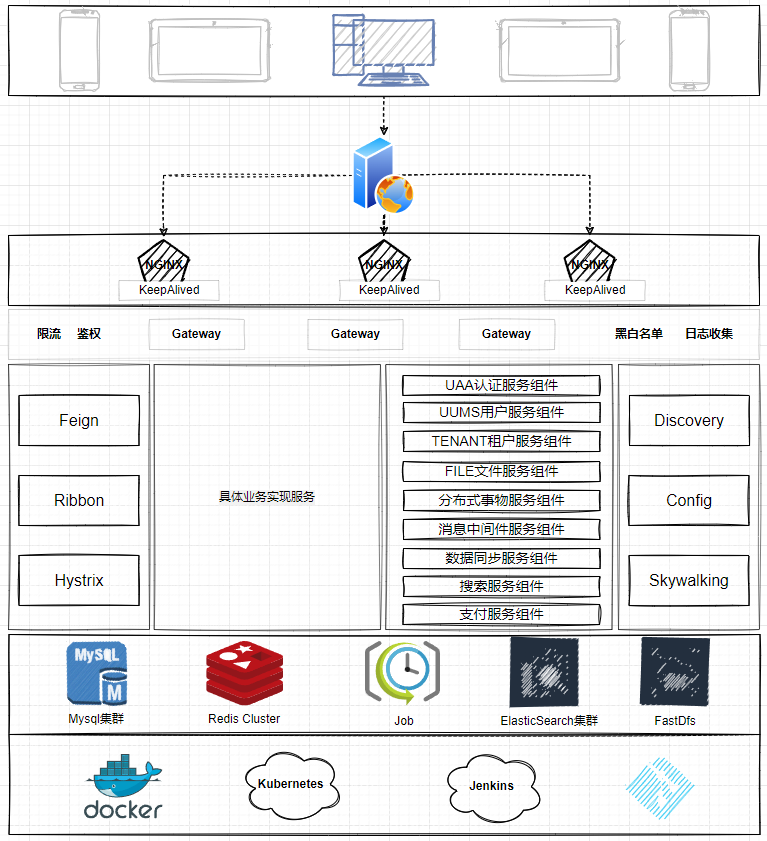 NGINX
NGINX
NGINX
KeepAlived
KeepAlived
KeepAlived
限流 鉴权 Gateway Gateway Gateway 黑白名单 日志收集
Feign
Ribbon
Hystrix
具体业务实现服务
UAA认证服务组件
UUMS用户服务组件
TENANT租户服务组件
FILE文件服务组件
分布式事物服务组件
消息中间件服务组件
数据同步服务组件
搜索服务组件
支付服务组件
Discovery
Config
Skywalking
MySQL
M
Mysql集群
Redis Cluster
Job
ElasticSearch集群
FastDfs
docker
Kubernetes
Jenkins